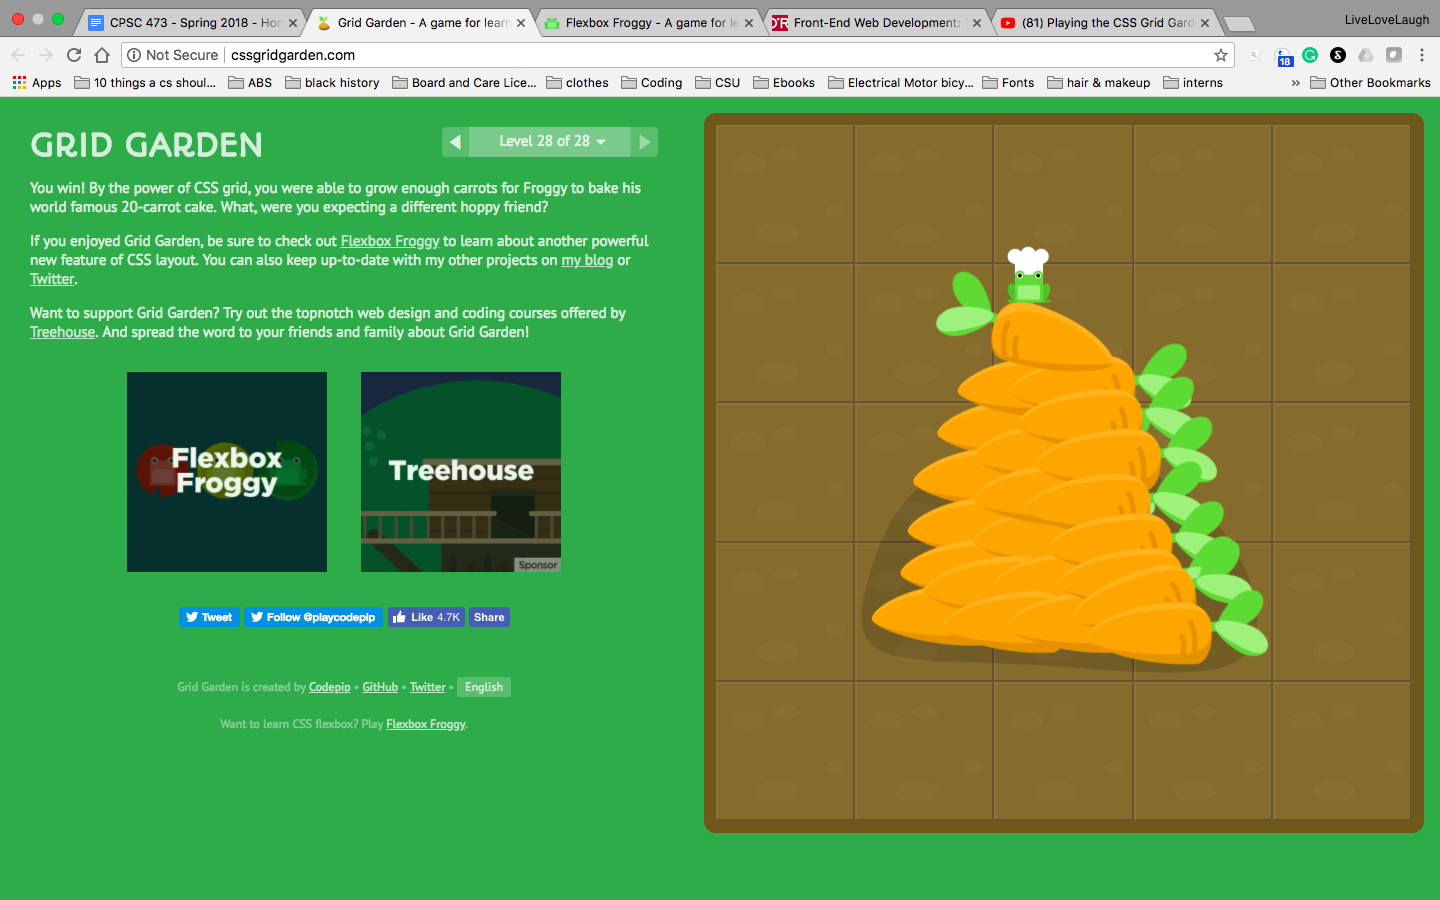 CPSC 473 - Spring 2018 - Hon
Grid Garden - A game for learn
Flexbox Froggy - A game for le
Front-End Web Development:
(81) Playing the CSS Grid Gard
LiveLoveLaugh
Not Secure
cssgridgarden.com
18
Apps
10 things a cs shoul...
ABS
black history
Board and Care Lice...
clothes
Coding
CSU
Ebooks
Electrical Motor bicy...
Fonts
hair & makeup
interns
»
Other Bookmarks
GRID GARDEN
Level 28 of 28
You win! By the power of CSS grid, you were able to grow enough carrots for Froggy to bake his
world famous 20-carrot cake. What, were you expecting a different hoppy friend?
If you enjoyed Grid Garden, be sure to check out Flexbox Froggy to learn about another powerful
new feature of CSS layout. You can also keep up-to-date with my other projects on my blog or
Twitter.
Want to support Grid Garden? Try out the topnotch web design and coding courses offered by
Treehouse. And spread the word to your friends and family about Grid Garden!
Flexbox
Froggy
Treehouse
Sponsor
Tweet
Follow @playcodepip
Like 4.7K
Share
Grid Garden is created by Codepip • GitHub • Twitter • English
Want to learn CSS flexbox? Play Flexbox Froggy.